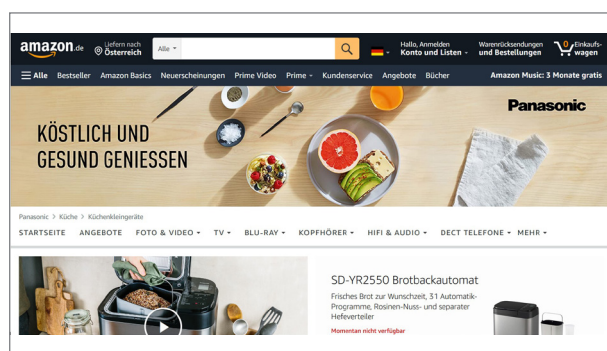 amazon.de
Liefern nach
Österreich
Alle
Hallo, Anmelden
Konto und Listen
Warenrücksendungen
und Bestellungen
0 Einkaufs-
wagen
Alle Bestseller Amazon Basics Neuerscheinungen Prime Video Prime Kundenservice Angebote Bücher Amazon Music: 3 Monate gratis
Panasonic
KÖSTLICH UND
GESUND GENIESSEN
Panasonic > Küche > Küchenkleingeräte
STARTSEITE ANGEBOTE FOTO & VIDEO TV BLU-RAY KOPFHÖRER HIFI & AUDIO DECT TELEFONE MEHR
SD-YR2550 Brotbackautomat
Frisches Brot zur Wunschzeit, 31 Automatik-
Programme, Rosinen-Nuss- und separater
Hefeverteiler
Momentan nicht verfügbar